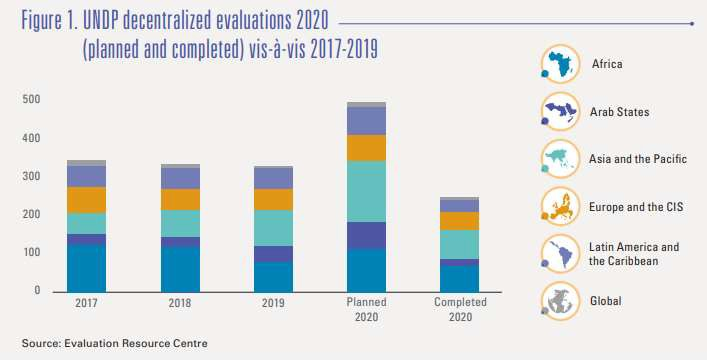 Figure 1. UNDP decentralized evaluations 2020
(planned and completed) vis-à-vis 2017-2019
500
400
300
200
100
0
2017
2018
2019
Planned
2020
Completed
2020
Africa
Arab States
Asia and the Pacific
Europe and the CIS
Latin America and
the Caribbean
Global
Source: Evaluation Resource Centre